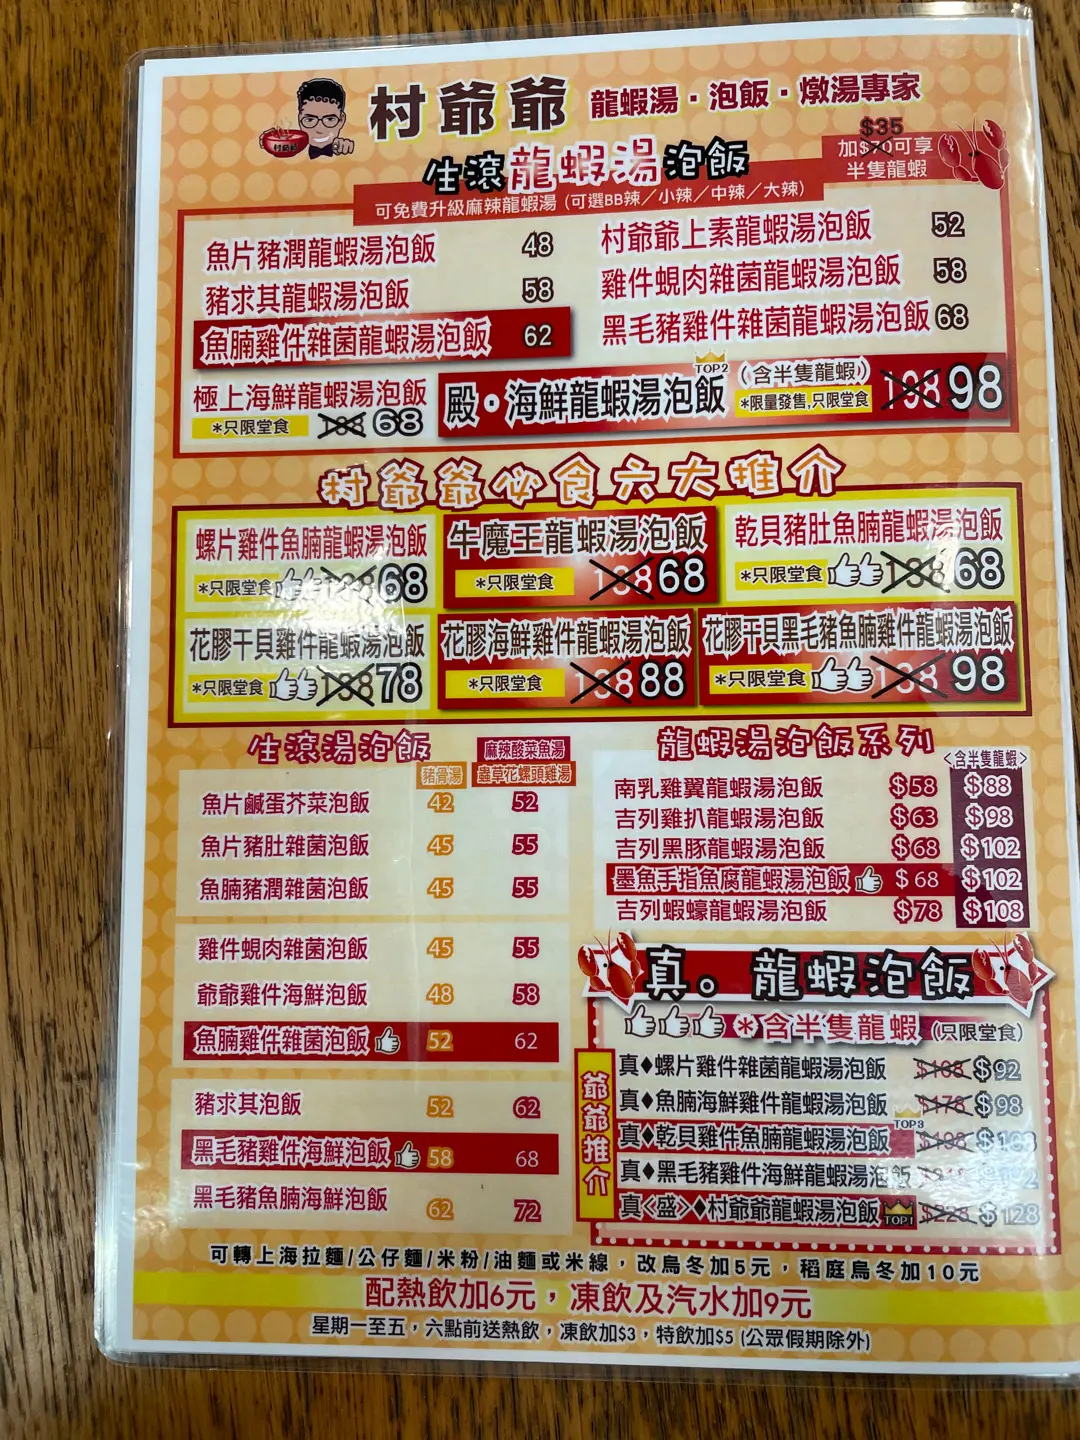 村爺爺
村爺爺 龍蝦湯・泡飯・燉湯專家
生滾龍蝦湯泡飯
$35
加$70可享
半隻龍蝦
可免費升級麻辣龍蝦湯 (可選BB辣／小辣／中辣／大辣)
魚片豬潤龍蝦湯泡飯 48
豬求其龍蝦湯泡飯 58
魚腩雞件雜菌龍蝦湯泡飯 62
村爺爺上素龍蝦湯泡飯 52
雞件蜆肉雜菌龍蝦湯泡飯 58
黑毛豬雞件雜菌龍蝦湯泡飯 68
極上海鮮龍蝦湯泡飯
*只限堂食 68
殿・海鮮龍蝦湯泡飯 TOP2 (含半隻龍蝦)
*限量發售,只限堂食 198 98
村爺爺必食六大推介
螺片雞件魚腩龍蝦湯泡飯
*只限堂食 138 68
牛魔王龍蝦湯泡飯
*只限堂食 138 68
乾貝豬肚魚腩龍蝦湯泡飯
*只限堂食 138 68
花膠干貝雞件龍蝦湯泡飯
*只限堂食 78
花膠海鮮雞件龍蝦湯泡飯
*只限堂食 138 88
花膠干貝黑毛豬魚腩雞件龍蝦湯泡飯
*只限堂食 138 98
生滾湯泡飯
豬骨湯
麻辣酸菜魚湯
蟲草花螺頭雞湯
魚片鹹蛋芥菜泡飯 42 52
魚片豬肚雜菌泡飯 45 55
魚腩豬潤雜菌泡飯 45 55
雞件蜆肉雜菌泡飯 45 55
爺爺雞件海鮮泡飯 48 58
魚腩雞件雜菌泡飯 52 62
豬求其泡飯 52 62
黑毛豬雞件海鮮泡飯 58 68
黑毛豬魚腩海鮮泡飯 62 72
龍蝦湯泡飯系列
<含半隻龍蝦>
南乳雞翼龍蝦湯泡飯 $58 $88
吉列雞扒龍蝦湯泡飯 $63 $98
吉列黑豚龍蝦湯泡飯 $68 $102
墨魚手指魚腐龍蝦湯泡飯 $68 $102
吉列蝦蠔龍蝦湯泡飯 $78 $108
真。龍蝦泡飯
*含半隻龍蝦 (只限堂食)
爺爺推介
真♦螺片雞件雜菌龍蝦湯泡飯 $168 $92
真♦魚腩海鮮雞件龍蝦湯泡飯 $178 $98
真♦乾貝雞件魚腩龍蝦湯泡飯 TOP3 $198
真♦黑毛豬雞件海鮮龍蝦湯泡飯
真<盛>♦村爺爺龍蝦湯泡飯 TOP1 $228 $128
可轉上海拉麵/公仔麵/米粉/油麵或米線，改烏冬加5元，稻庭烏冬加10元
配熱飲加6元，凍飲及汽水加9元
星期一至五，六點前送熱飲，凍飲加$3，特飲加$5 (公眾假期除外)